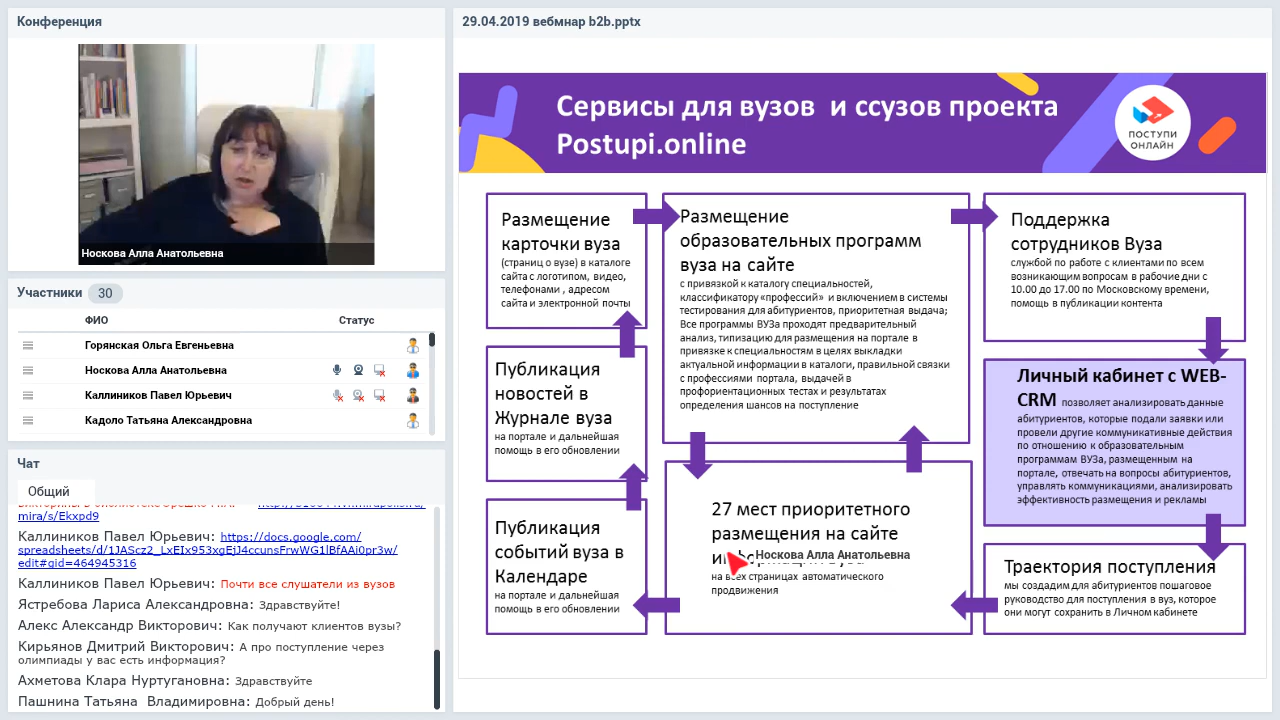 Конференция
Носкова Алла Анатольевна
Участники 30
ФИО Статус
Горянская Ольга Евгеньевна
Носкова Алла Анатольевна
Каллиников Павел Юрьевич
Кадоло Татьяна Александровна
Чат
Общий
mira/s/Ekxpd9
Каллиников Павел Юрьевич: https://docs.google.com/
spreadsheets/d/1JAScz2_LxEIx953xgEjJ4ccunsFrwWG1lBfAAi0pr3w/
edit#gid=464945316
Каллиников Павел Юрьевич: Почти все слушатели из вузов
Ястребова Лариса Александровна: Здравствуйте!
Алекс Александр Викторович: Как получают клиентов вузы?
Кирьянов Дмитрий Викторович: А про поступление через
олимпиады у вас есть информация?
Ахметова Клара Нуртугановна: Здравствуйте
Пашнина Татьяна Владимировна: Добрый день!
29.04.2019 вебмнар b2b.pptx
Сервисы для вузов и ссузов проекта
Postupi.online
ПОСТУПИ
ОНЛАЙН
Размещение
карточки вуза
(страниц о вузе) в каталоге
сайта с логотипом, видео,
телефонами , адресом
сайта и электронной почты
Публикация
новостей в
Журнале вуза
на портале и дальнейшая
помощь в его обновлении
Публикация
событий вуза в
Календаре
на портале и дальнейшая
помощь в его обновлении
Размещение
образовательных программ
вуза на сайте
с привязкой к каталогу специальностей,
классификатору «профессий» и включением в системы
тестирования для абитуриентов, приоритетная выдача;
Все программы ВУЗа проходят предварительный
анализ, типизацию для размещения на портале в
привязке к специальностям в целях выкладки
актуальной информации в каталоги, правильной связки
с профессиями портала, выдачей в
профориентационных тестах и результатах
определения шансов на поступление
27 мест приоритетного
размещения на сайте
Носкова Алла Анатольевна
на всех страницах автоматического
продвижения
Поддержка
сотрудников Вуза
службой по работе с клиентами по всем
возникающим вопросам в рабочие дни с
10.00 до 17.00 по Московскому времени,
помощь в публикации контента
Личный кабинет с WEB-
CRM позволяет анализировать данные
абитуриентов, которые подали заявки или
провели другие коммуникативные действия
по отношению к образовательным
программам ВУЗа, размещенным на
портале, отвечать на вопросы абитуриентов,
управлять коммуникациями, анализировать
эффективность размещения и рекламы
Траектория поступления
мы создадим для абитуриентов пошаговое
руководство для поступления в вуз, которое
они могут сохранить в Личном кабинете